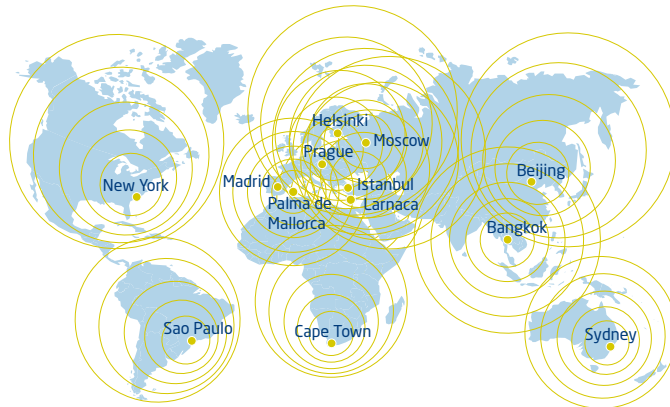 Helsinki
Moscow
Prague
Madrid
Istanbul
New York
Palma de
Mallorca
Larnaca
Beijing
Bangkok
Sao Paulo
Cape Town
Sydney